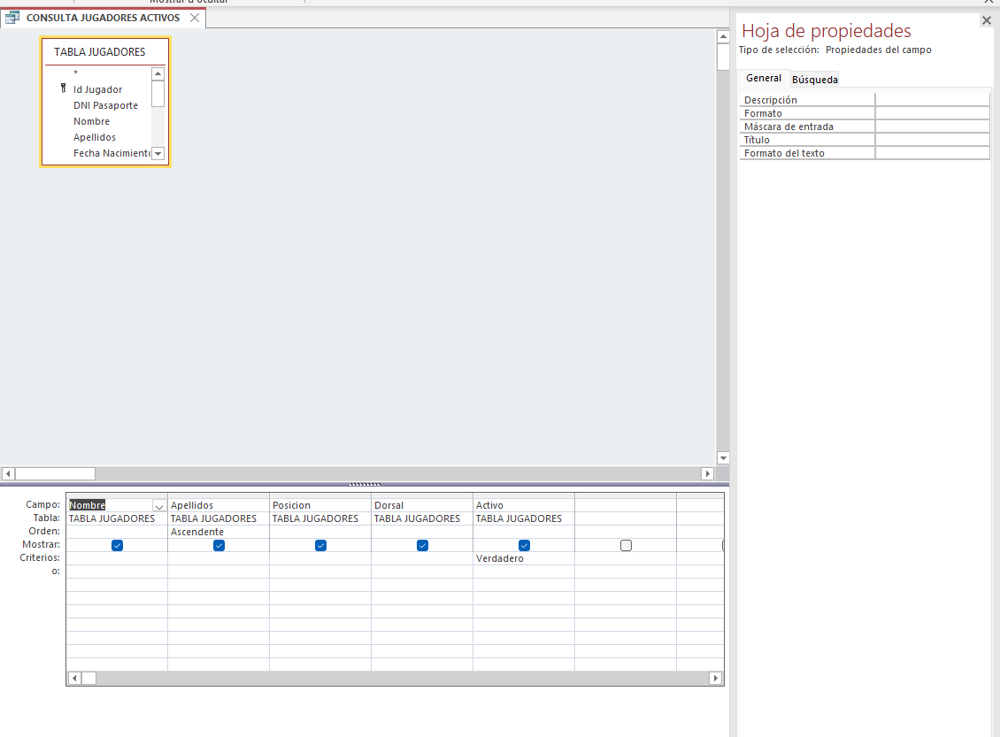 Mostrar u ocultar
CONSULTA JUGADORES ACTIVOS
TABLA JUGADORES
*
Id Jugador
DNI Pasaporte
Nombre
Apellidos
Fecha Nacimiento
Campo: Nombre Apellidos Posicion Dorsal Activo
Tabla: TABLA JUGADORES TABLA JUGADORES TABLA JUGADORES TABLA JUGADORES TABLA JUGADORES
Orden: Ascendente
Mostrar:
Criterios: Verdadero
o:
Hoja de propiedades
Tipo de selección: Propiedades del campo
General Búsqueda
Descripción
Formato
Máscara de entrada
Título
Formato del texto